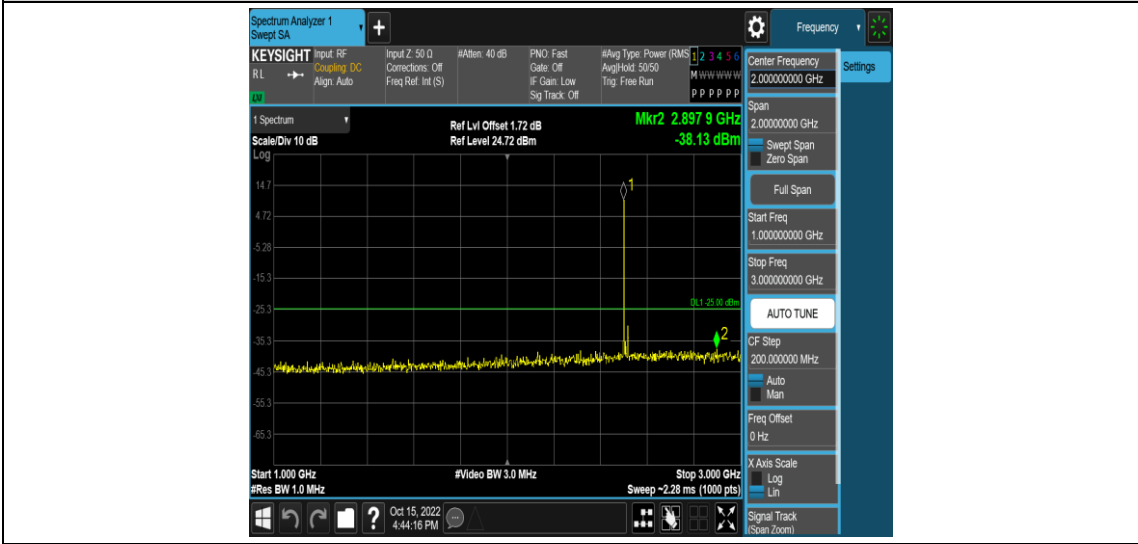 Spectrum Analyzer 1
Swept SA
+
Frequency
KEYSIGHT
RL
Input: RF
Coupling: DC
Align: Auto
Input Z: 50 Ω
Corrections: Off
Freq Ref: Int (S)
#Atten: 40 dB
PNO: Fast
Gate: Off
IF Gain: Low
Sig Track: Off
#Avg Type: Power (RMS
Avg|Hold: 50/50
Trig: Free Run
1 2 3 4 5 6
M W W W W W
P P P P P P
1 Spectrum
Scale/Div 10 dB
Log
Ref Lvl Offset 1.72 dB
Ref Level 24.72 dBm
Mkr2 2.897 9 GHz
-38.13 dBm
14.7
4.72
-5.28
-15.3
-25.3
-35.3
-45.3
-55.3
-65.3
1
DL1 -25.00 dBm
2
Start 1.000 GHz
#Res BW 1.0 MHz
#Video BW 3.0 MHz
Stop 3.000 GHz
Sweep ~2.28 ms (1000 pts)
?
Oct 15, 2022
4:44:16 PM
Center Frequency
2.000000000 GHz
Settings
Span
2.00000000 GHz
Swept Span
Zero Span
Full Span
Start Freq
1.000000000 GHz
Stop Freq
3.000000000 GHz
AUTO TUNE
CF Step
200.000000 MHz
Auto
Man
Freq Offset
0 Hz
X Axis Scale
Log
Lin
Signal Track
(Span Zoom)